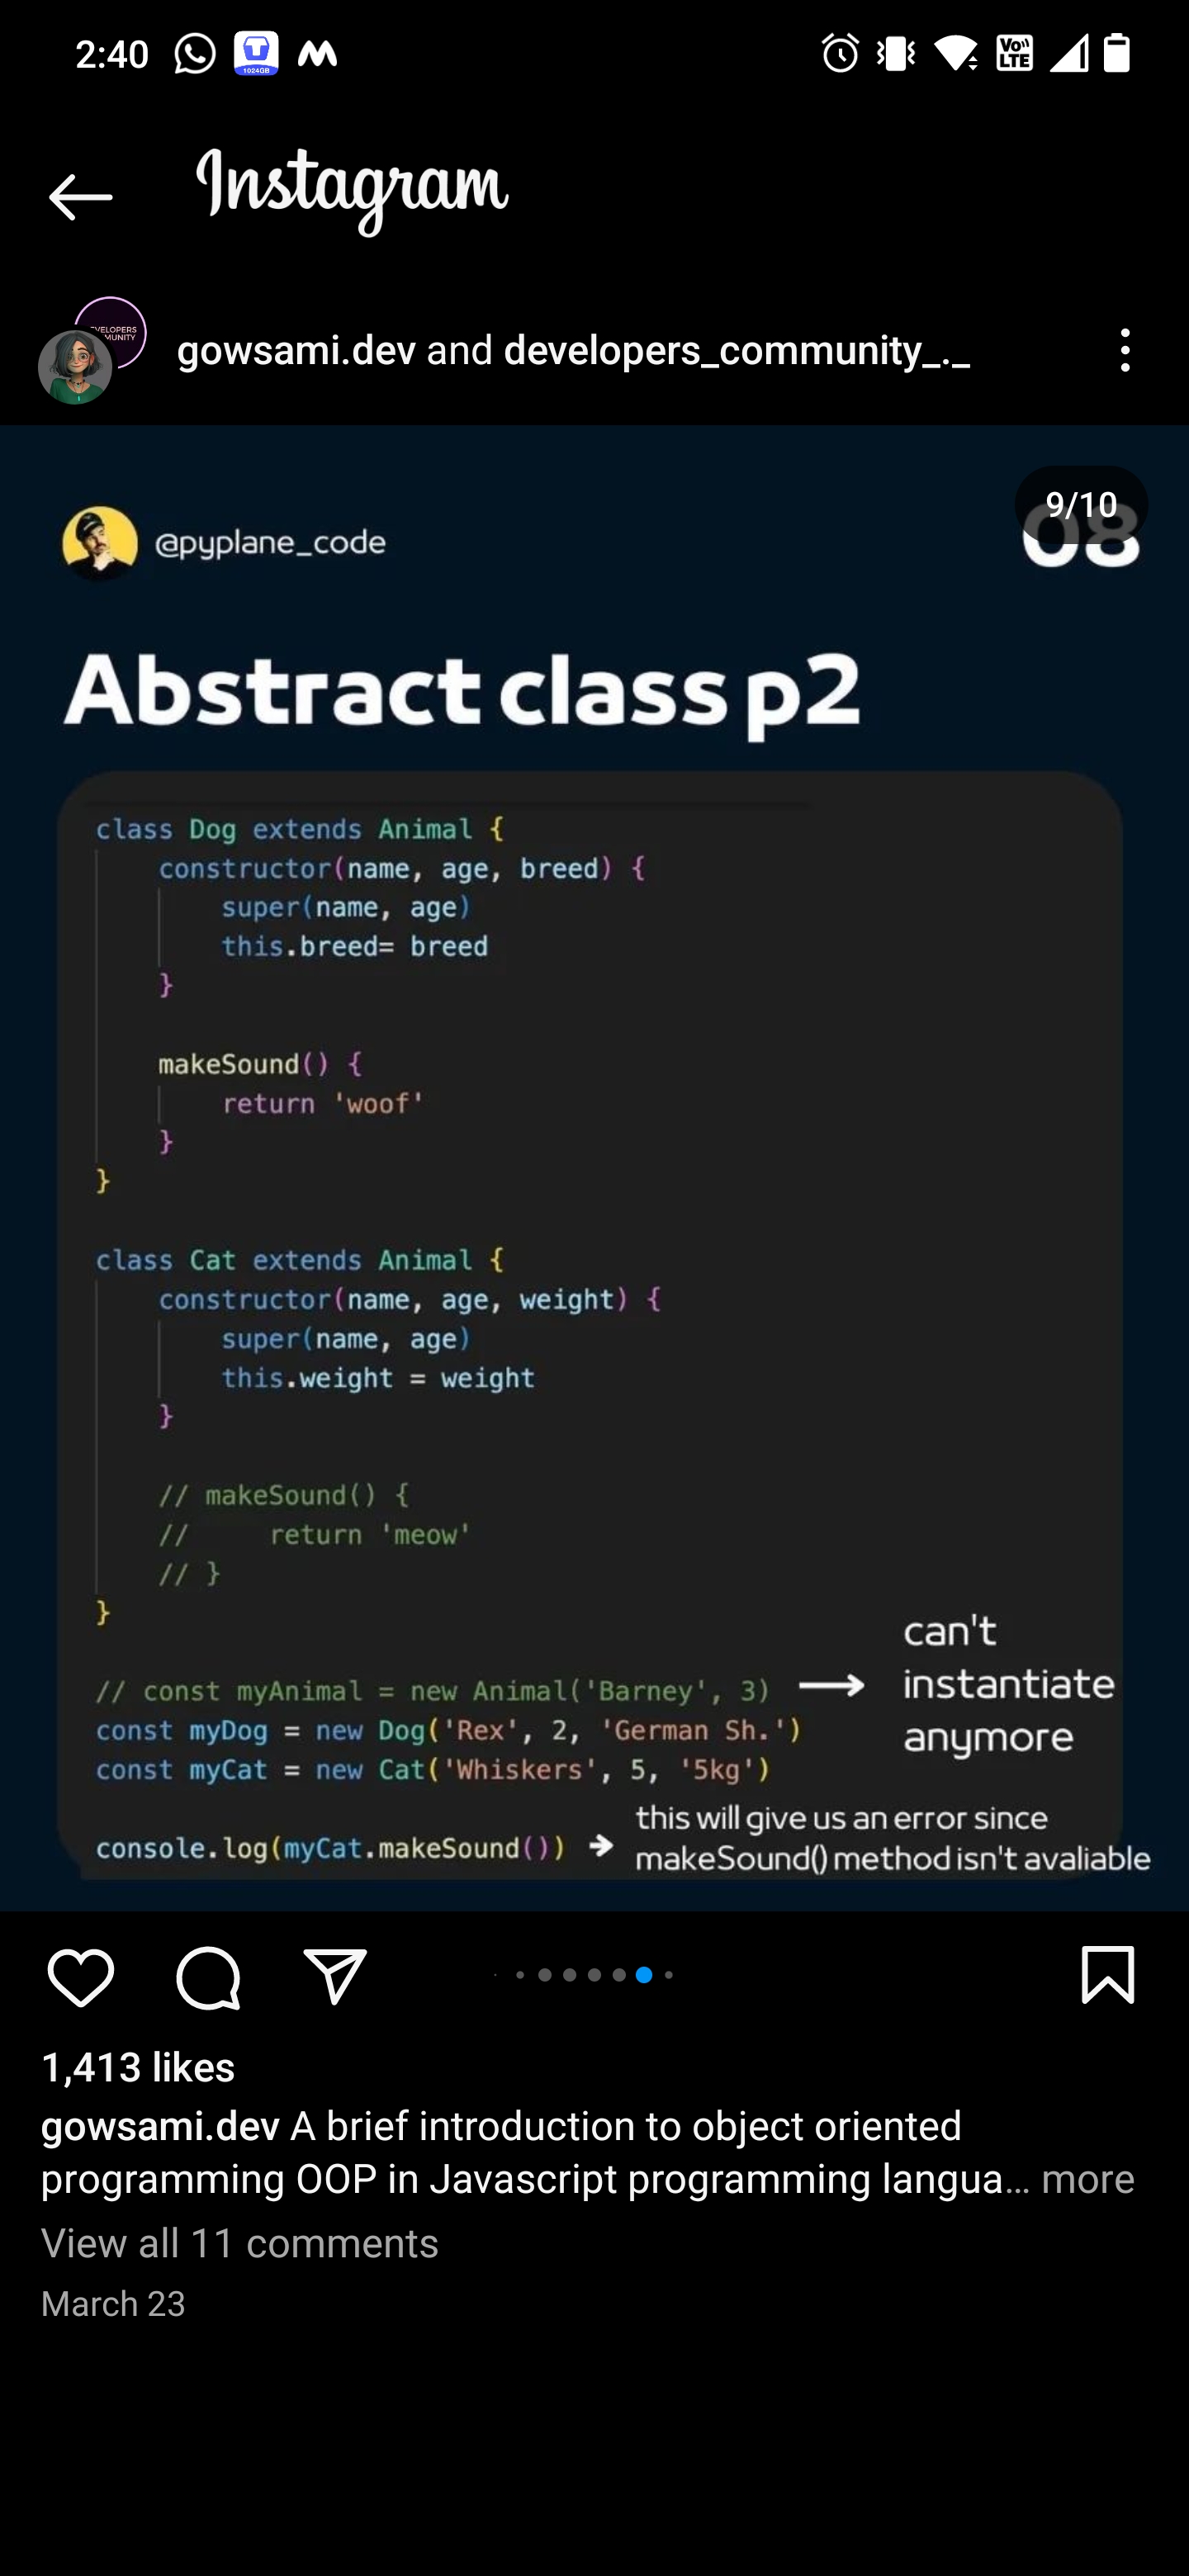 2:40
1024GB
Vo))
LTE
Instagram
gowsami.dev and developers_community_._
VELOPERS
MUNITY
9/10
08
@pyplane_code
Abstract class p2
class Dog extends Animal {
    constructor(name, age, breed) {
        super(name, age)
        this.breed= breed
    }

    makeSound() {
        return 'woof'
    }
}

class Cat extends Animal {
    constructor(name, age, weight) {
        super(name, age)
        this.weight = weight
    }

    // makeSound() {
    //     return 'meow'
    // }
}

// const myAnimal = new Animal('Barney', 3) → can't
instantiate
anymore
const myDog = new Dog('Rex', 2, 'German Sh.')
const myCat = new Cat('Whiskers', 5, '5kg')

console.log(myCat.makeSound()) → this will give us an error since
makeSound() method isn't avaliable
1,413 likes
gowsami.dev A brief introduction to object oriented
programming OOP in Javascript programming langua... more
View all 11 comments
March 23